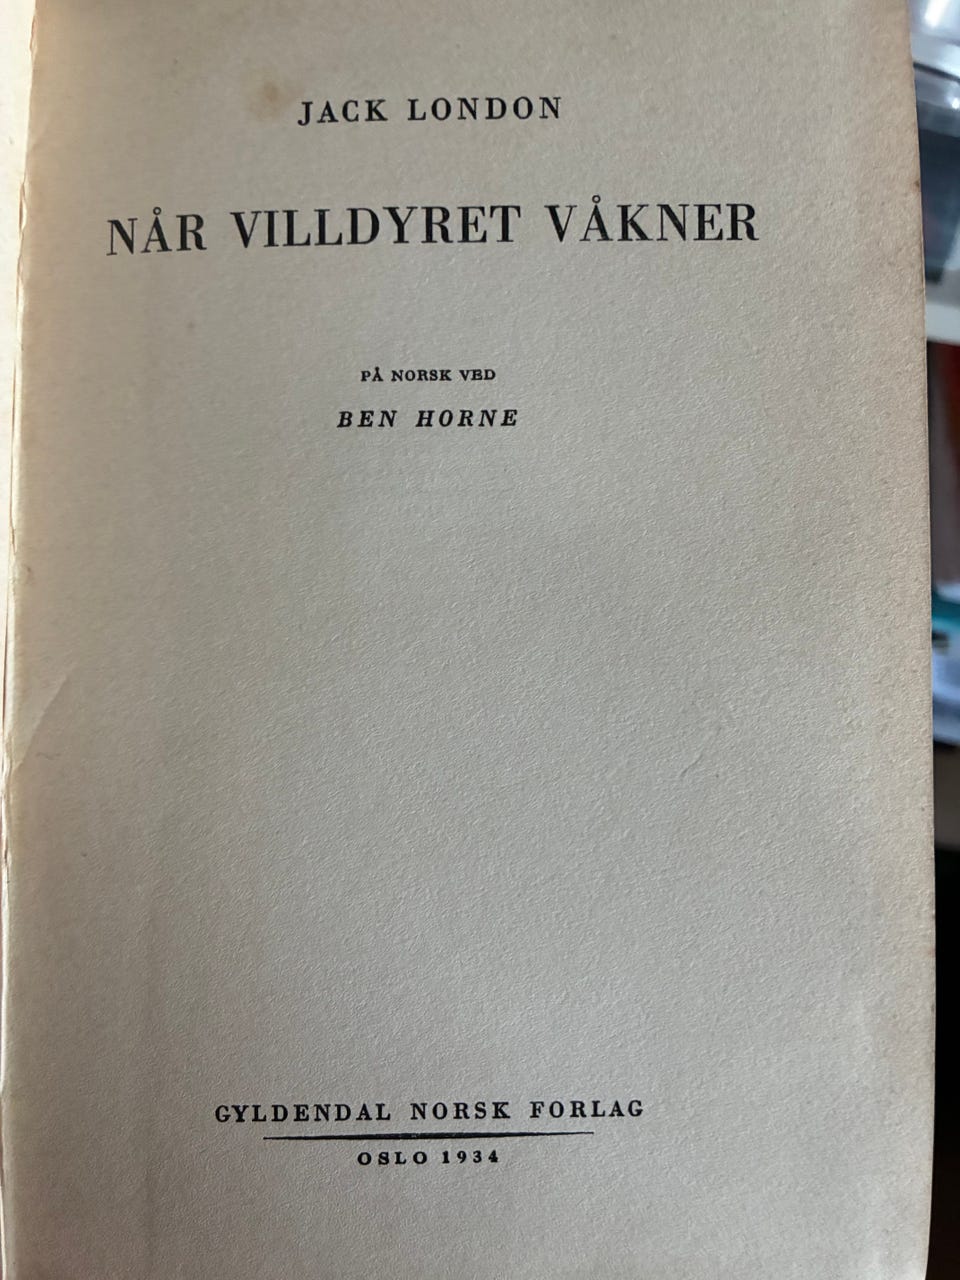 JACK LONDON
NÅR VILLDYRET VÅKNER
PÅ NORSK VED
BEN HORNE
GYLDENDAL NORSK FORLAG
OSLO 1934